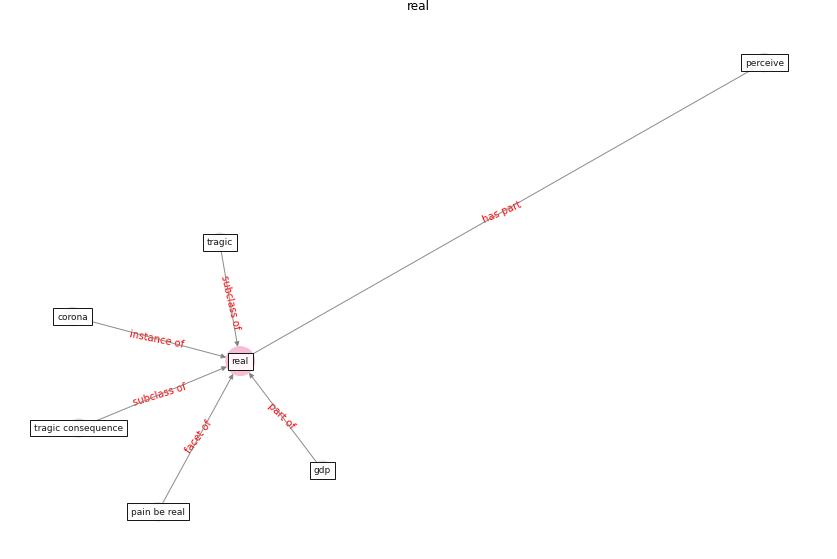 real
perceive
has part
tragic
subclass of
corona
instance of
real
subclass of
tragic consequence
facet of
part of
gdp
pain be real